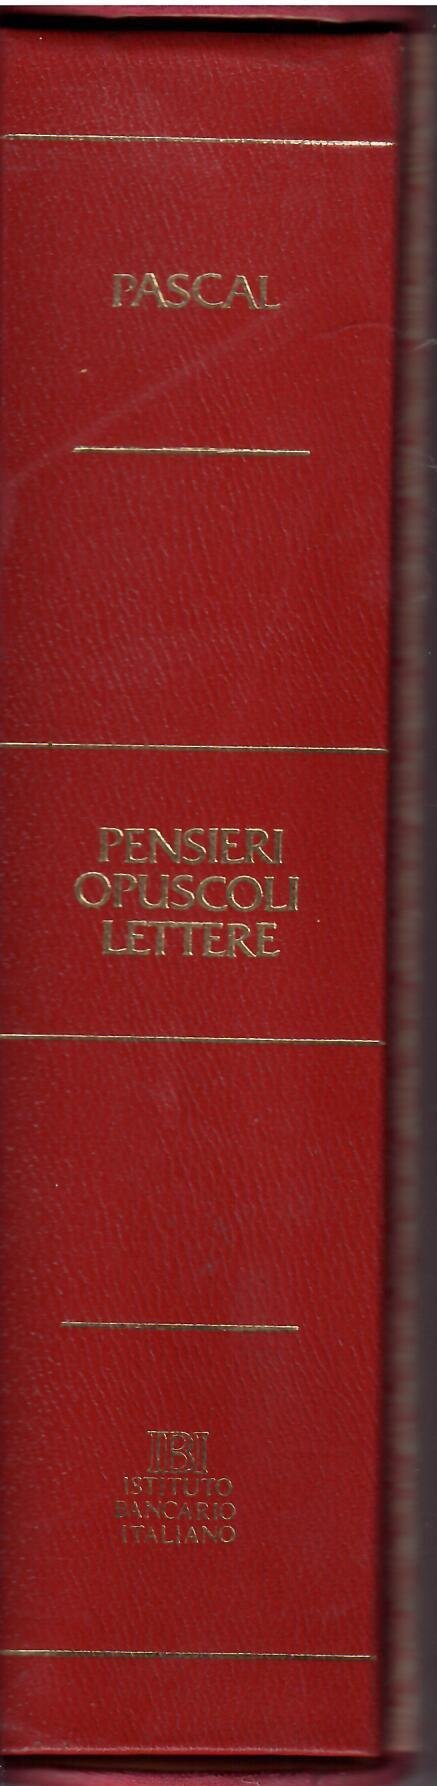 PASCAL
PENSIERI
OPUSCOLI
LETTERE
IBI
ISTITUTO
BANCARIO
ITALIANO